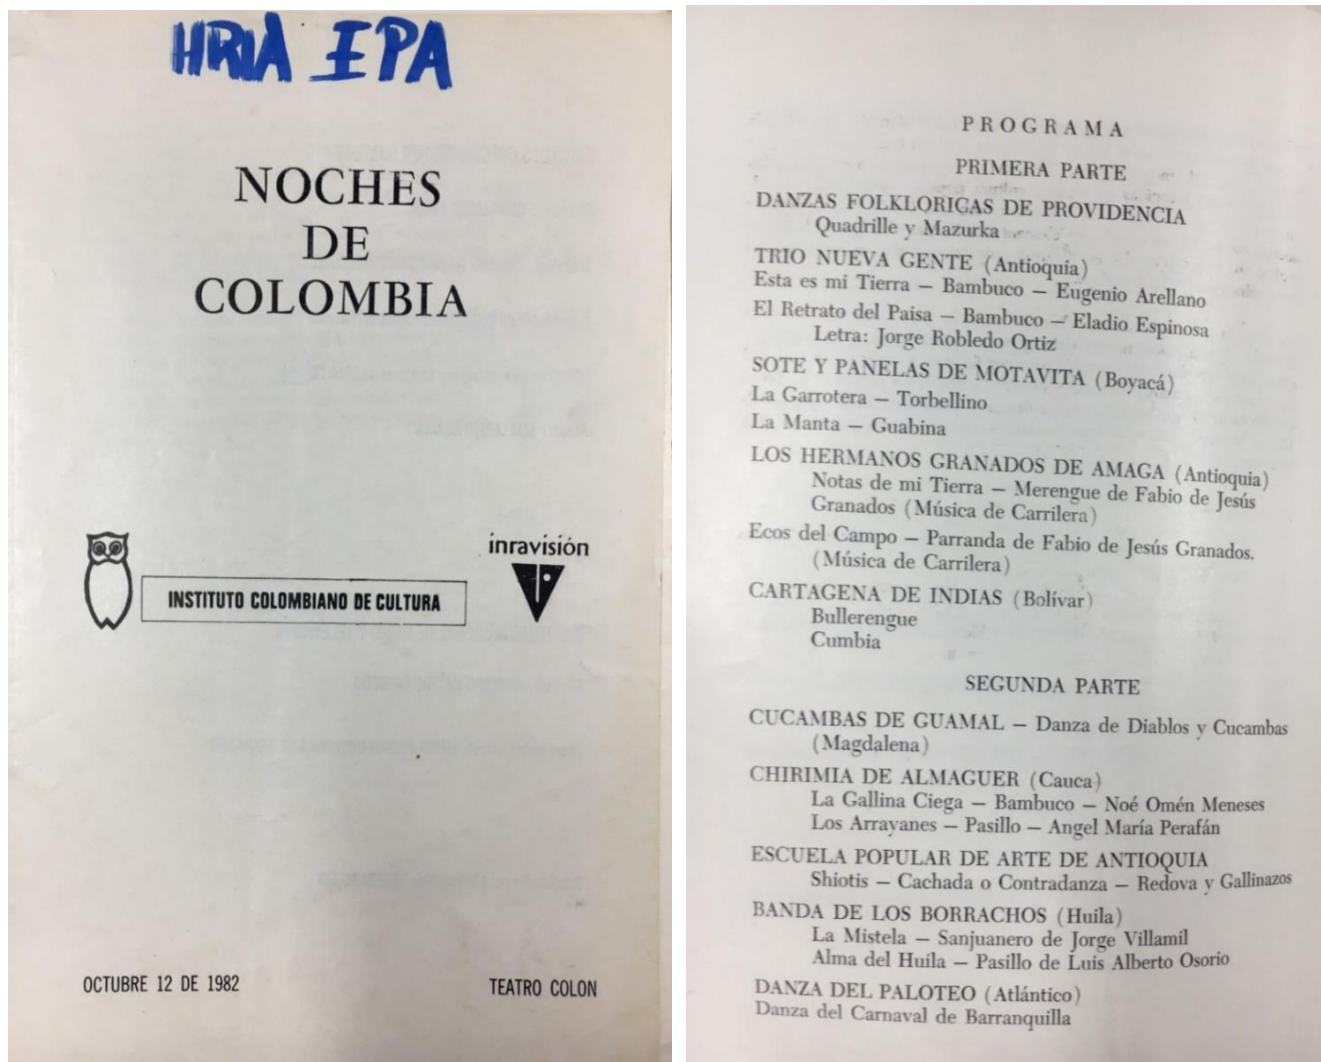 HRIA EPA
NOCHES
DE
COLOMBIA
INSTITUTO COLOMBIANO DE CULTURA
inravisión
OCTUBRE 12 DE 1982
TEATRO COLON
PROGRAMA
PRIMERA PARTE
DANZAS FOLKLORICAS DE PROVIDENCIA
Quadrille y Mazurka
TRIO NUEVA GENTE (Antioquia)
Esta es mi Tierra – Bambuco – Eugenio Arellano
El Retrato del Paisa – Bambuco – Eladio Espinosa
Letra: Jorge Robledo Ortiz
SOTE Y PANELAS DE MOTAVITA (Boyacá)
La Garrotera – Torbellino
La Manta – Guabina
LOS HERMANOS GRANADOS DE AMAGA (Antioquia)
Notas de mi Tierra – Merengue de Fabio de Jesús
Granados (Música de Carrilera)
Ecos del Campo – Parranda de Fabio de Jesús Granados.
(Música de Carrilera)
CARTAGENA DE INDIAS (Bolívar)
Bullerengue
Cumbia
SEGUNDA PARTE
CUCAMBAS DE GUAMAL – Danza de Diablos y Cucambas
(Magdalena)
CHIRIMIA DE ALMAGUER (Cauca)
La Gallina Ciega – Bambuco – Noé Omén Meneses
Los Arrayanes – Pasillo – Angel María Perafán
ESCUELA POPULAR DE ARTE DE ANTIOQUIA
Shiotis – Cachada o Contradanza – Redova y Gallinazos
BANDA DE LOS BORRACHOS (Huila)
La Mistela – Sanjuanero de Jorge Villamil
Alma del Huila – Pasillo de Luis Alberto Osorio
DANZA DEL PALOTEO (Atlántico)
Danza del Carnaval de Barranquilla